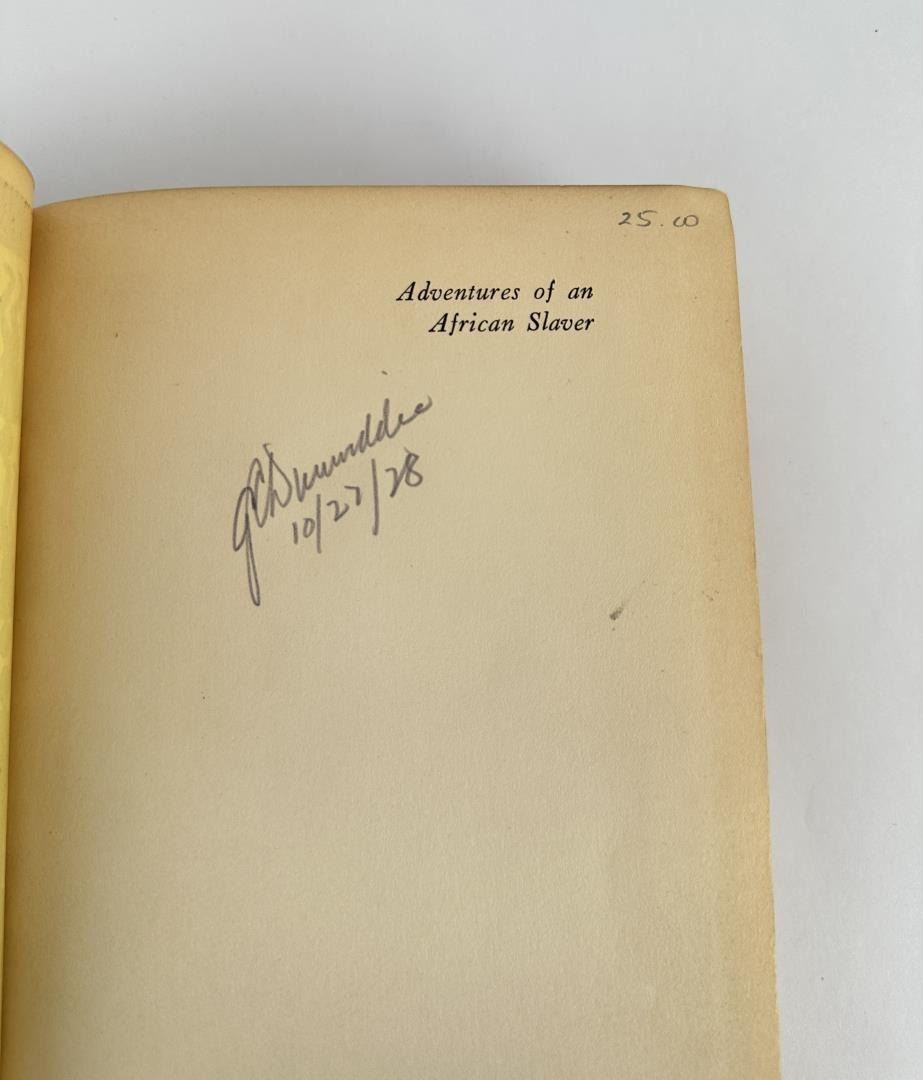 25.00
Adventures of an
African Slaver
10/27/28